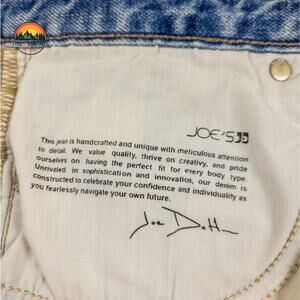 JOE'S
This jean is handcrafted and unique with meticulous attention
to detail. We value quality, thrive on creativy, and pride
ourselves on having the perfect fit for every body type.
Unrivaled in sophistication and innovation, our denim is
constructed to celebrate your confidence and individuality as
you fearlessly navigate your own future.
Joe